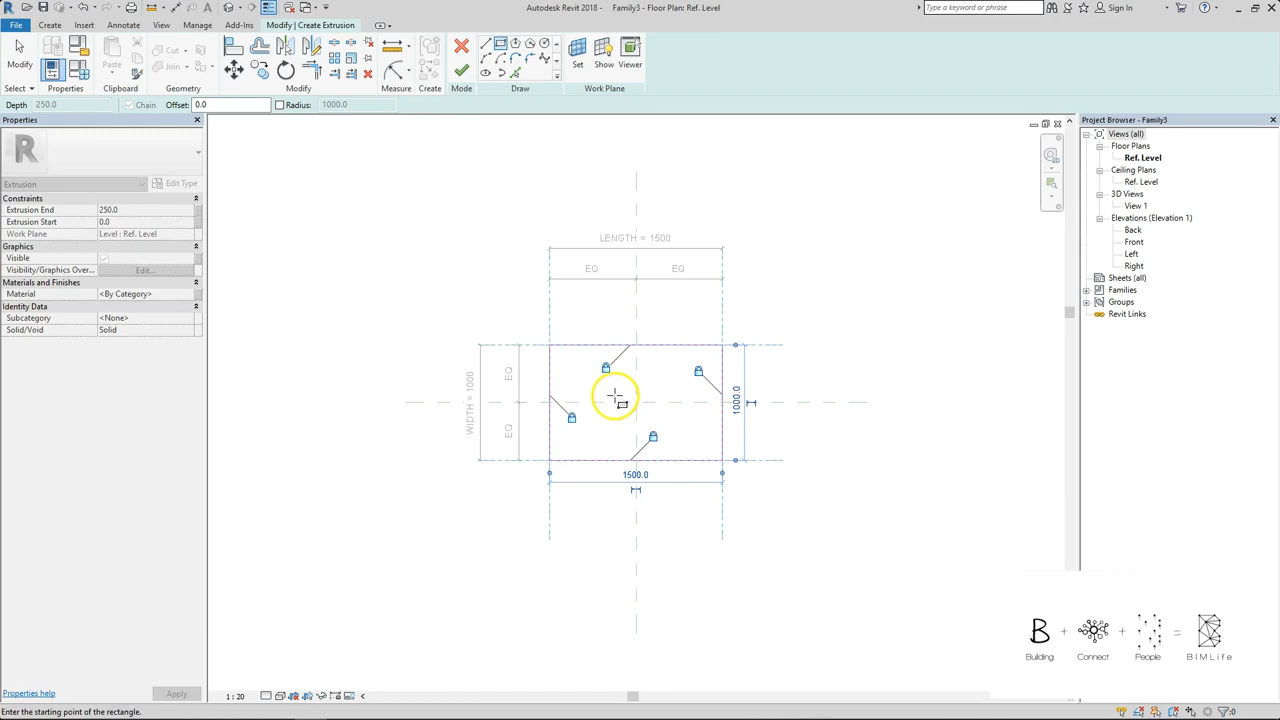 Autodesk Revit 2018 - Family3 - Floor Plan: Ref. Level
Type a keyword or phrase
Sign In
File
Create
Insert
Annotate
View
Manage
Add-Ins
Modify | Create Extrusion
Modify
Cut
Join
Paste
Set
Show
Viewer
Select
Properties
Clipboard
Geometry
Modify
Measure
Create
Mode
Draw
Work Plane
Depth
250.0
Chain
Offset:
0.0
Radius:
1000.0
Properties
R
Extrusion
Edit Type
Constraints
Extrusion End
250.0
Extrusion Start
0.0
Work Plane
Level : Ref. Level
Graphics
Visible
Visibility/Graphics Over...
Edit...
Materials and Finishes
Material
<By Category>
Identity Data
Subcategory
<None>
Solid/Void
Solid
Properties help
Apply
LENGTH = 1500
EQ
EQ
WIDTH = 1000
EQ
EQ
1000.0
1500.0
Project Browser - Family3
Views (all)
Floor Plans
Ref. Level
Ceiling Plans
Ref. Level
3D Views
View 1
Elevations (Elevation 1)
Back
Front
Left
Right
Sheets (all)
Families
Groups
Revit Links
B + + =
Building
Connect
People
BIMLife
1 : 20
Enter the starting point of the rectangle.
:0